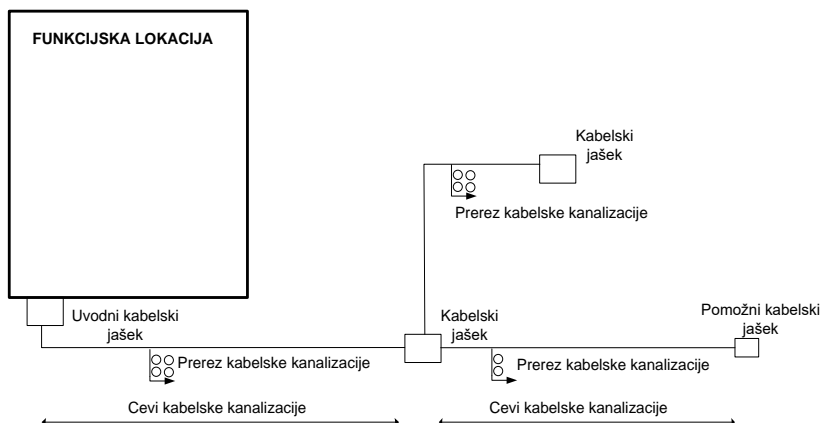 FUNKCIJSKA LOKACIJA
Kabelski
jašek
Prerez kabelske kanalizacije
Uvodni kabelski
jašek
Kabelski
jašek
Pomožni kabelski
jašek
Prerez kabelske kanalizacije
Prerez kabelske kanalizacije
Cevi kabelske kanalizacije
Cevi kabelske kanalizacije